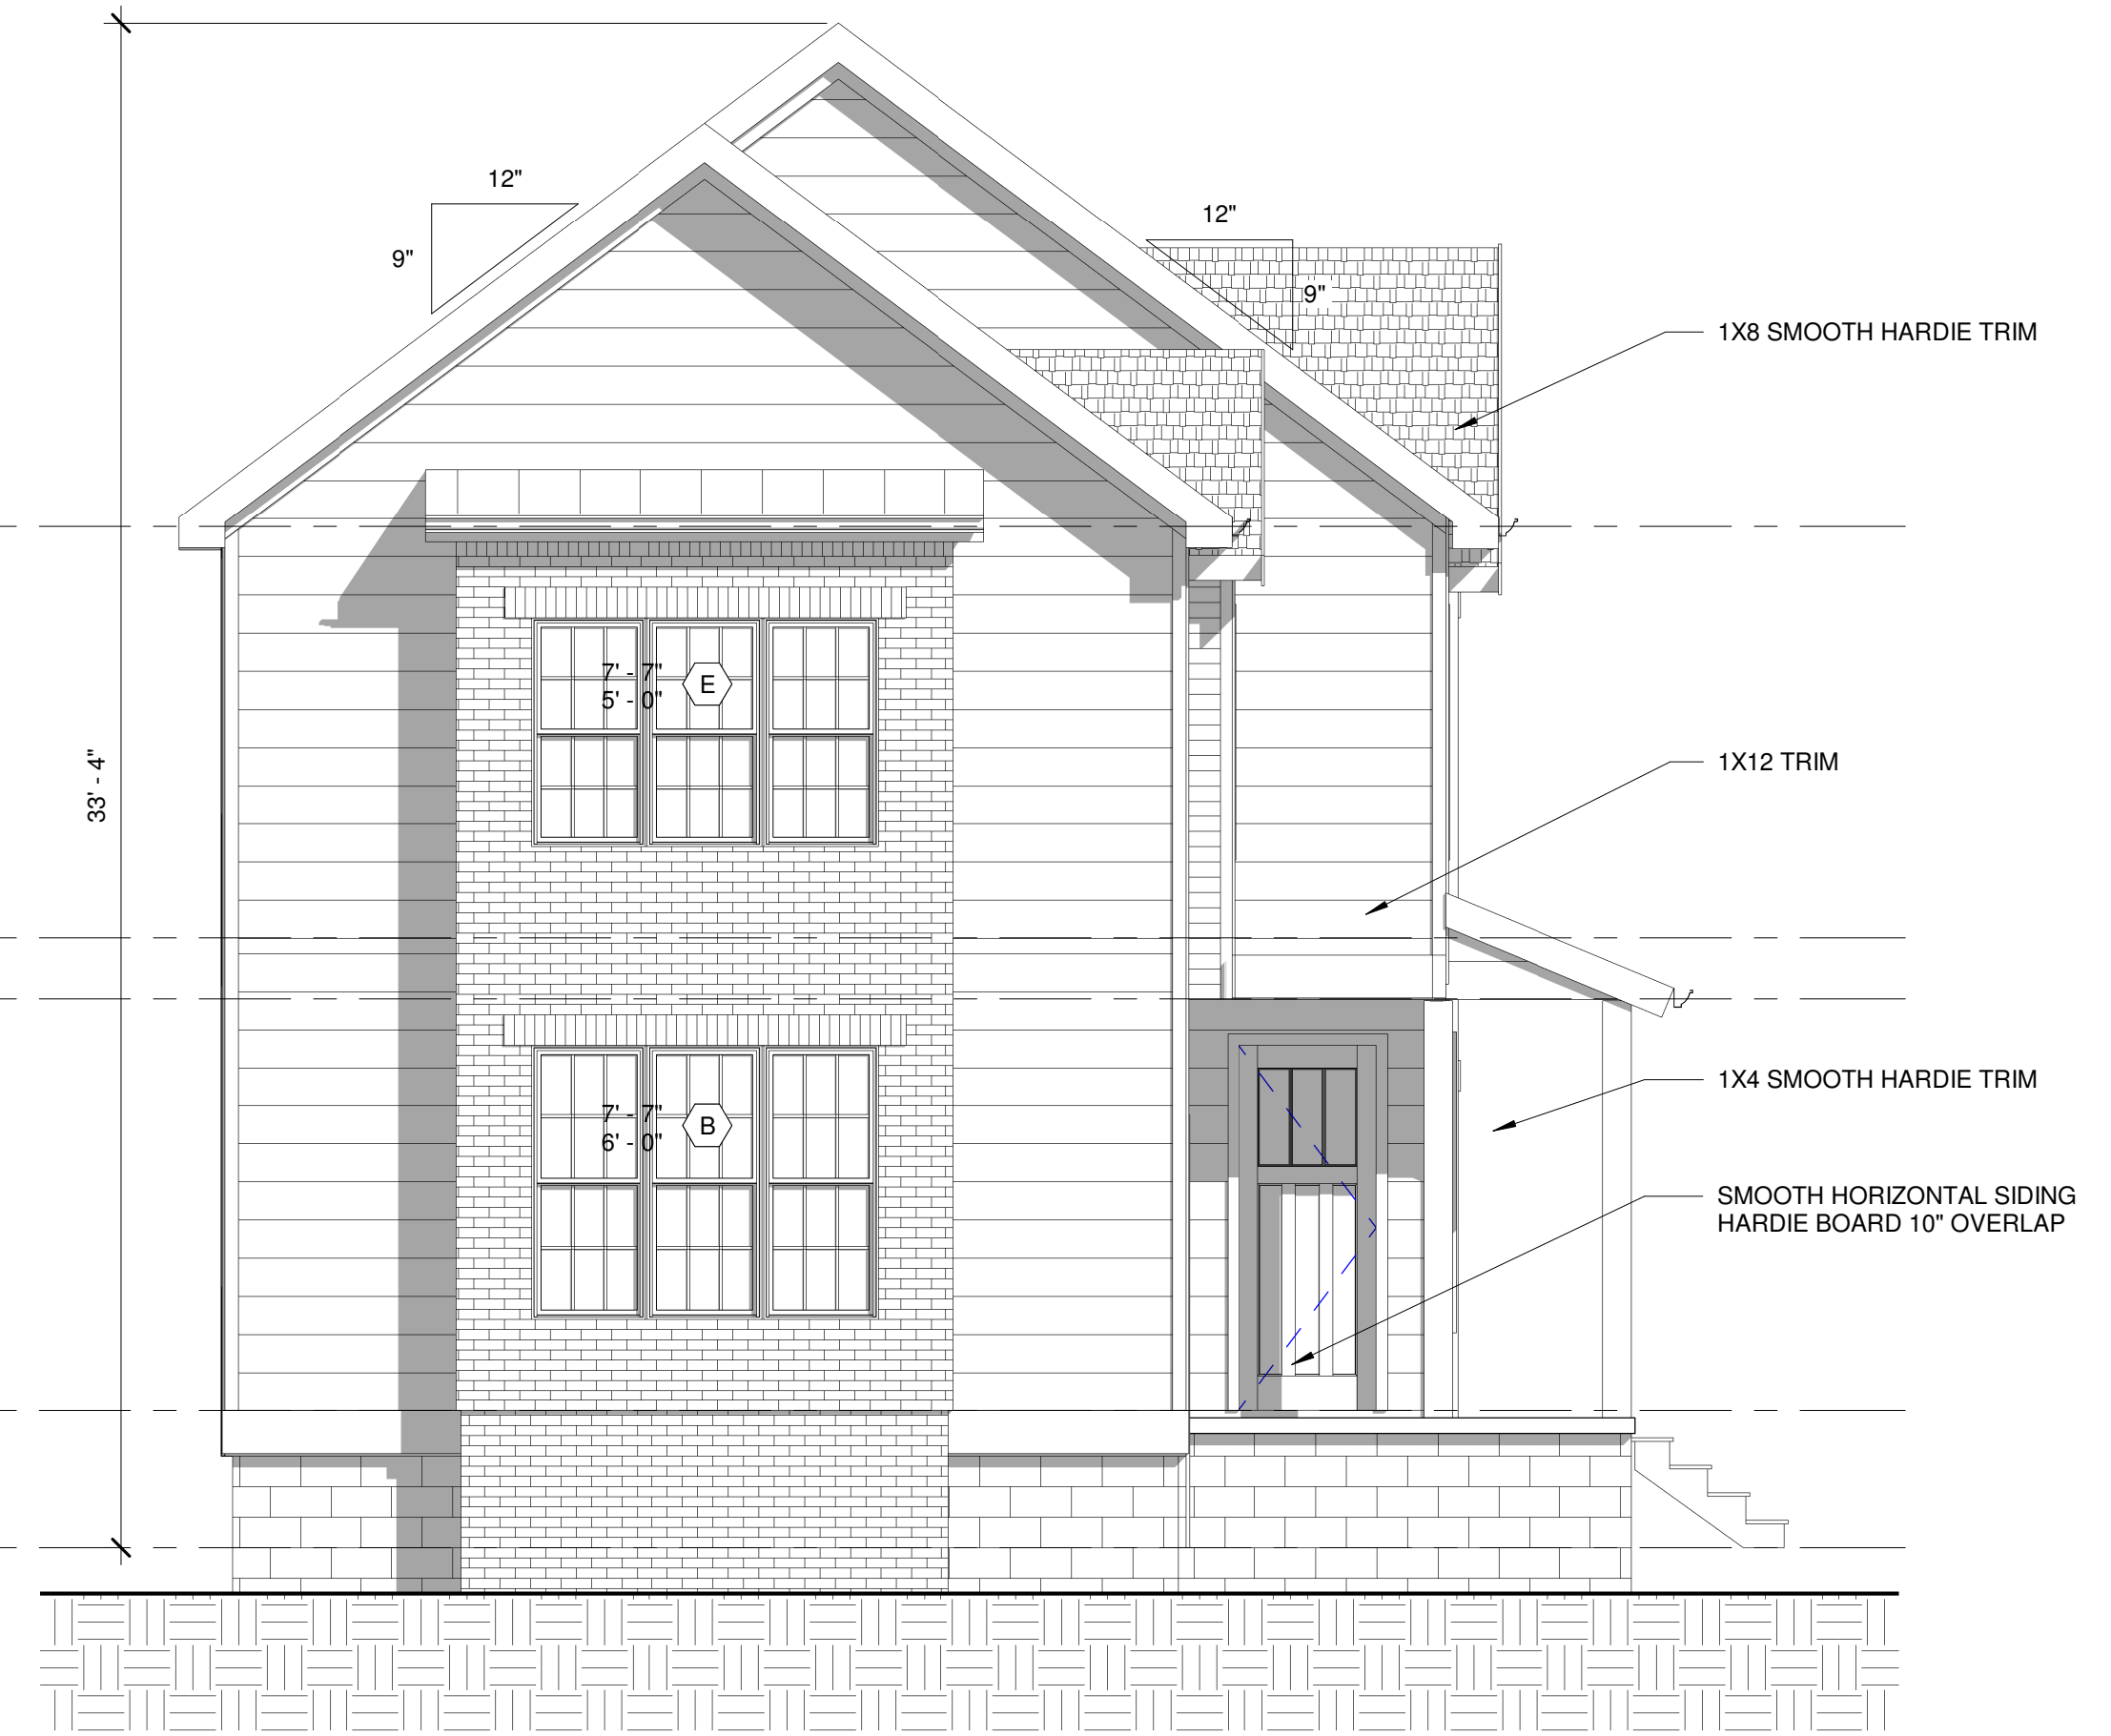 12"
9"
12"
9"
1X8 SMOOTH HARDIE TRIM
7' - 7"
5' - 0"
E
33' - 4"
1X12 TRIM
1X4 SMOOTH HARDIE TRIM
7' - 7"
6' - 0"
B
SMOOTH HORIZONTAL SIDING
HARDIE BOARD 10" OVERLAP